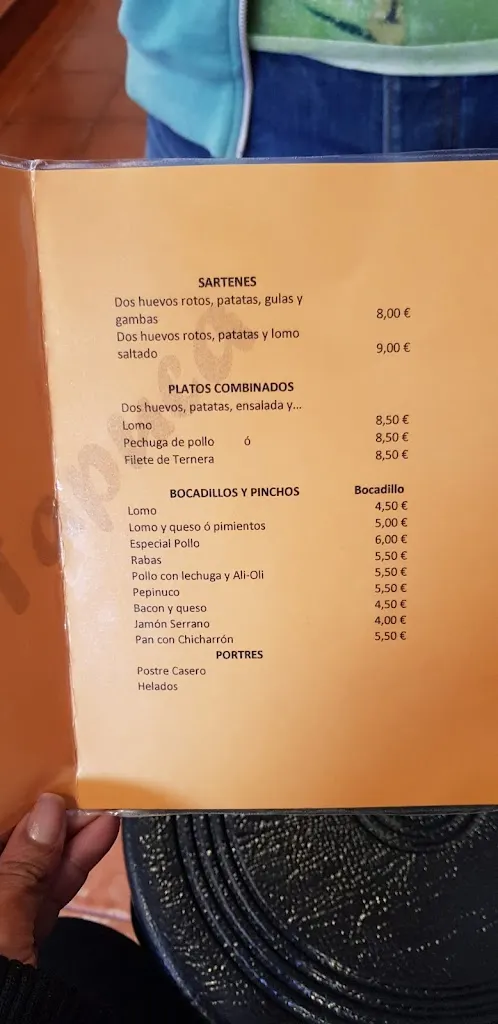 SARTENES
Dos huevos rotos, patatas, gulas y
gambas 8,00 €
Dos huevos rotos, patatas y lomo
saltado 9,00 €
PLATOS COMBINADOS
Dos huevos, patatas, ensalada y...
Lomo 8,50 €
Pechuga de pollo ó 8,50 €
Filete de Ternera 8,50 €
BOCADILLOS Y PINCHOS Bocadillo
Lomo 4,50 €
Lomo y queso ó pimientos 5,00 €
Especial Pollo 6,00 €
Rabas 5,50 €
Pollo con lechuga y Ali-Oli 5,50 €
Pepinuco 5,50 €
Bacon y queso 4,50 €
Jamón Serrano 4,00 €
Pan con Chicharrón 5,50 €
PORTRES
Postre Casero
Helados